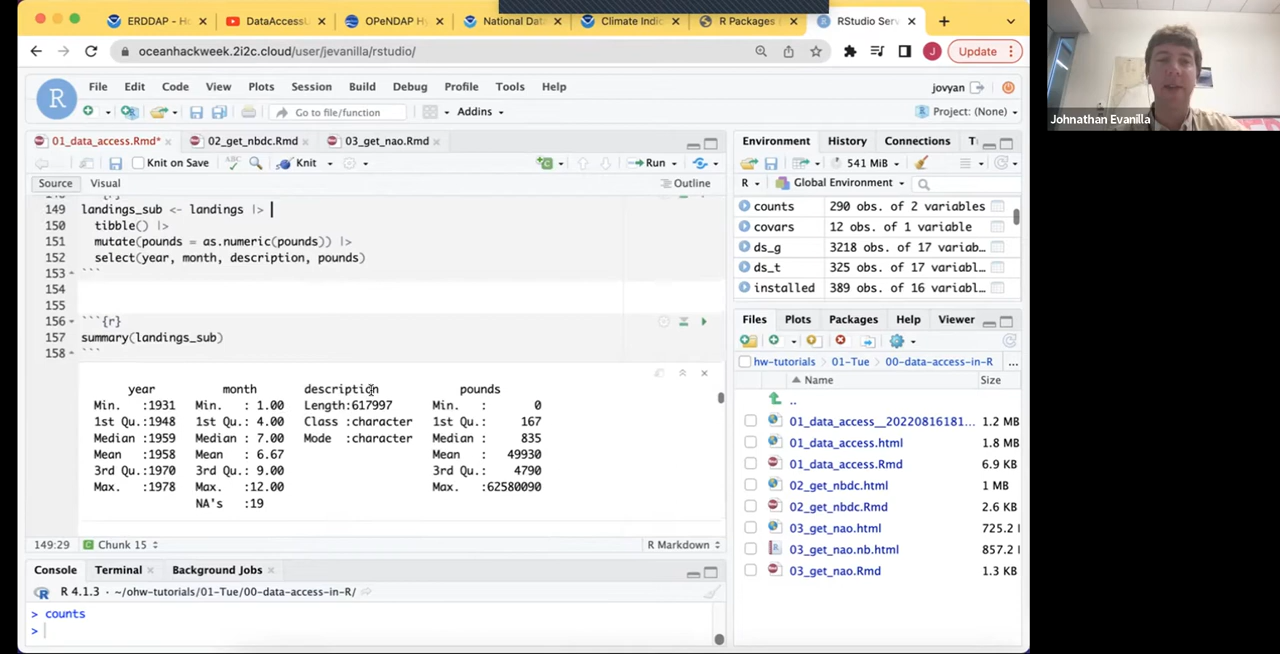 ERDDAP - Ho
DataAccessU
OPeNDAP Hy
National Data
Climate Indic
R Packages
RStudio Serv
oceanhackweek.2i2c.cloud/user/jevanilla/rstudio/
J
Update
Johnathan Evanilla
R
File Edit Code View Plots Session Build Debug Profile Tools Help
jovyan
Go to file/function
Addins
Project: (None)
01_data_access.Rmd*
02_get_nbdc.Rmd
03_get_nao.Rmd
Knit on Save
ABC
Knit
Run
Source
Visual
Outline
149 landings_sub <- landings |>
150 tibble() |>
151 mutate(pounds = as.numeric(pounds)) |>
152 select(year, month, description, pounds)
153 ```
154
155
156 ```{r}
157 summary(landings_sub)
158 ```
year month description pounds
Min. :1931 Min. : 1.00 Length:617997 Min. : 0
1st Qu.:1948 1st Qu.: 4.00 Class :character 1st Qu.: 167
Median :1959 Median : 7.00 Mode :character Median : 835
Mean :1958 Mean : 6.67 Mean : 49930
3rd Qu.:1970 3rd Qu.: 9.00 3rd Qu.: 4790
Max. :1978 Max. :12.00 Max. :62580090
NA's :19
149:29
Chunk 15
R Markdown
Console
Terminal
Background Jobs
R 4.1.3 · ~/ohw-tutorials/01-Tue/00-data-access-in-R/
> counts
>
Environment
History
Connections
T
541 MiB
R
Global Environment
counts 290 obs. of 2 variables
covars 12 obs. of 1 variable
ds_g 3218 obs. of 17 variab…
ds_t 325 obs. of 17 variabl…
installed 389 obs. of 16 variabl…
Files
Plots
Packages
Help
Viewer
hw-tutorials
01-Tue
00-data-access-in-R
...
Name
Size
..
01_data_access__20220816181... 1.2 MB
01_data_access.html 1.8 MB
01_data_access.Rmd 6.9 KB
02_get_nbdc.html 1 MB
02_get_nbdc.Rmd 2.6 KB
03_get_nao.html 725.2
03_get_nao.nb.html 857.2
03_get_nao.Rmd 1.3 KB